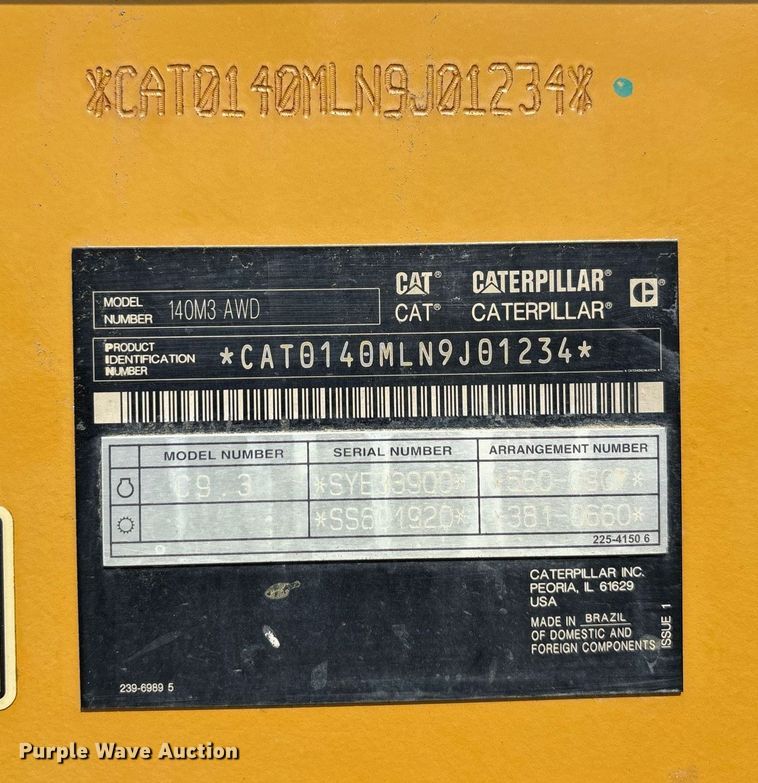 *CAT0140MLN9J01234*
CAT® CATERPILLAR®
CAT® CATERPILLAR®
MODEL NUMBER 140M3 AWD
PRODUCT IDENTIFICATION NUMBER *CAT0140MLN9J01234*
MODEL NUMBER SERIAL NUMBER ARRANGEMENT NUMBER
C9.3
225-4150 6
CATERPILLAR INC.
PEORIA, IL 61629
USA
MADE IN BRAZIL
OF DOMESTIC AND
FOREIGN COMPONENTS
ISSUE 1
239-6989 5
Purple Wave Auction